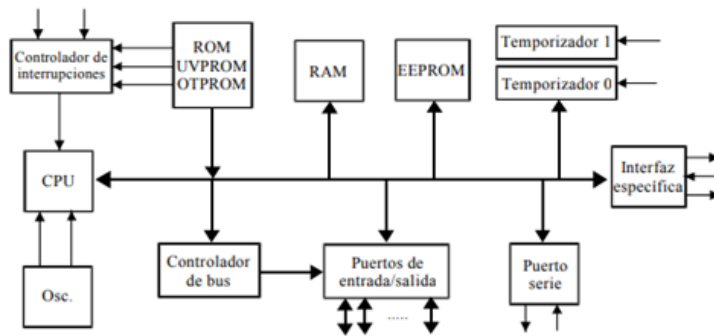 Controlador de
interrupciones
ROM
UVPROM
OTPROM
RAM
EEPROM
Temporizador 1
Temporizador 0
CPU
Interfaz
específica
Osc.
Controlador
de bus
Puertos de
entrada/salida
.....
Puerto
serie